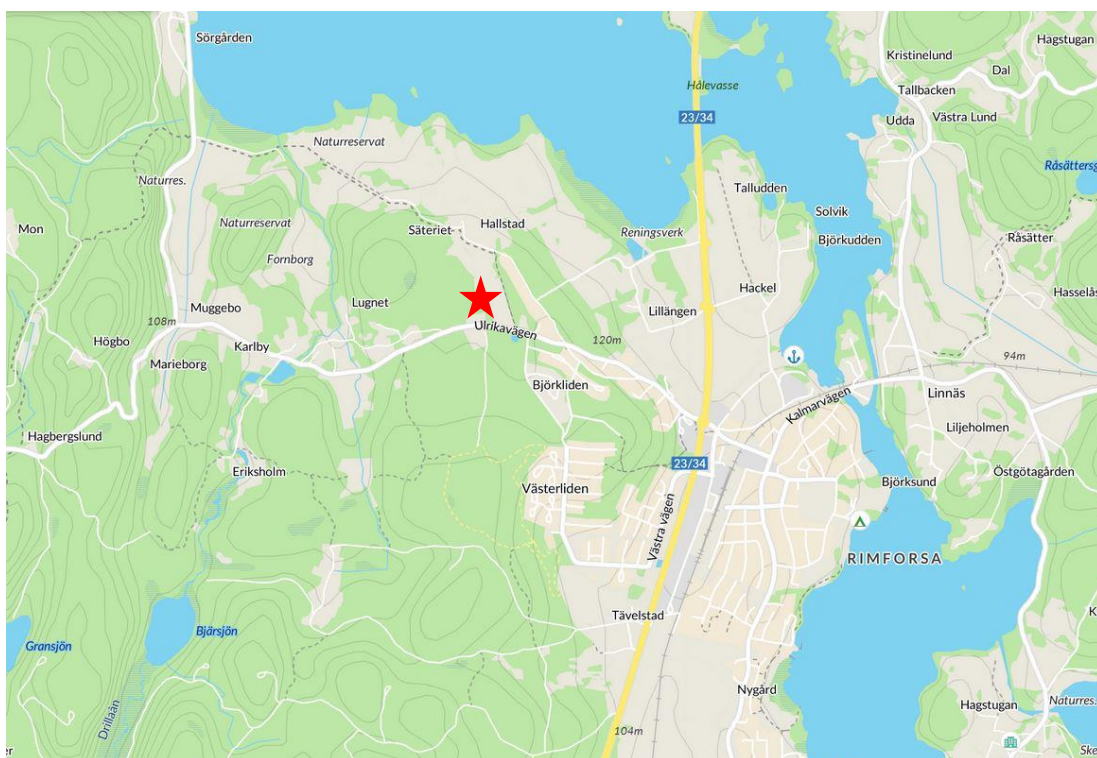 Sörgården
Hagstugan
Kristinelund
Dal
Hålevasse
Tallbacken
23/34
Västra Lund
Udda
Naturreservat
Råsättersg
Naturres.
Talludden
Solvik
Naturreservat
Säteriet
Hallstad
Mon
Reningsverk
Björkudden
Råsätter
Fornborg
Hackel
Hasselås
Lugnet
Muggebo
Lillängen
108m
Ulrikavägen
Högbo
Karlby
120m
94m
Marieborg
Björkliden
Linnäs
Kalmarvägen
Liljeholmen
Hagbergslund
23/34
Eriksholm
Östgötagården
Björksund
Västerliden
Västra vägen
RIMFORSA
Tävelstad
K
Bjärsjön
Gransjön
Nygård
Drillaån
Hagstugan
Naturres.
104m
er
Ske